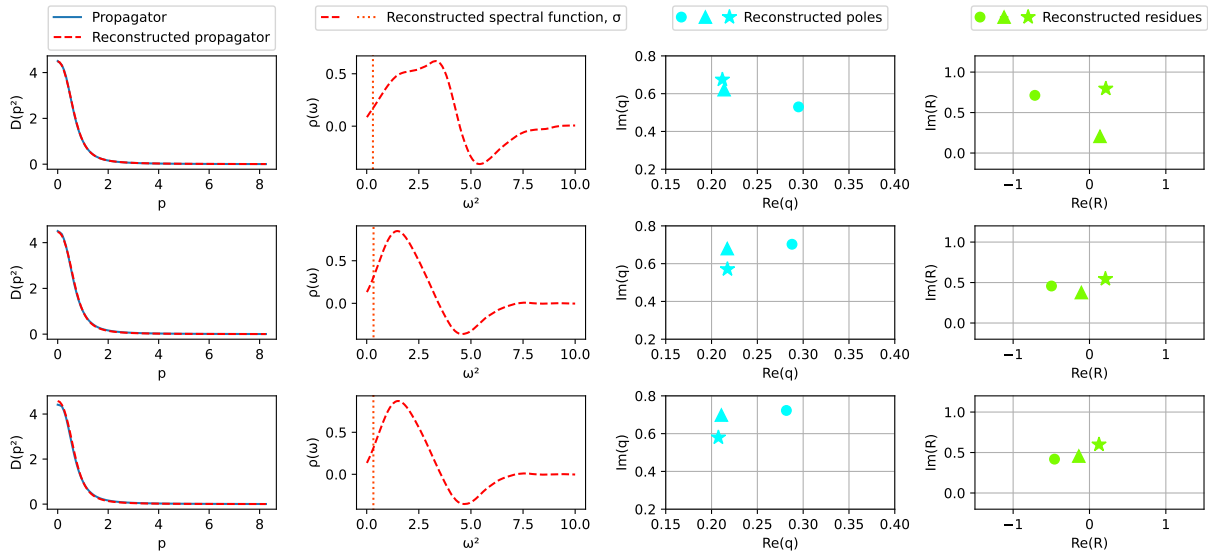 Propagator
Reconstructed propagator
Reconstructed spectral function, σ
Reconstructed poles
Reconstructed residues
D(p²)
4
2
0
0 2 4 6 8
p
ρ(ω)
0.5
0.0
0.0 2.5 5.0 7.5 10.0
ω²
Im(q)
0.8
0.6
0.4
0.2
0.15 0.20 0.25 0.30 0.35 0.40
Re(q)
Im(R)
1.0
0.5
0.0
−1 0 1
Re(R)
D(p²)
4
2
0
0 2 4 6 8
p
ρ(ω)
0.5
0.0
0.0 2.5 5.0 7.5 10.0
ω²
Im(q)
0.8
0.6
0.4
0.2
0.15 0.20 0.25 0.30 0.35 0.40
Re(q)
Im(R)
1.0
0.5
0.0
−1 0 1
Re(R)
D(p²)
4
2
0
0 2 4 6 8
p
ρ(ω)
0.5
0.0
0.0 2.5 5.0 7.5 10.0
ω²
Im(q)
0.8
0.6
0.4
0.2
0.15 0.20 0.25 0.30 0.35 0.40
Re(q)
Im(R)
1.0
0.5
0.0
−1 0 1
Re(R)